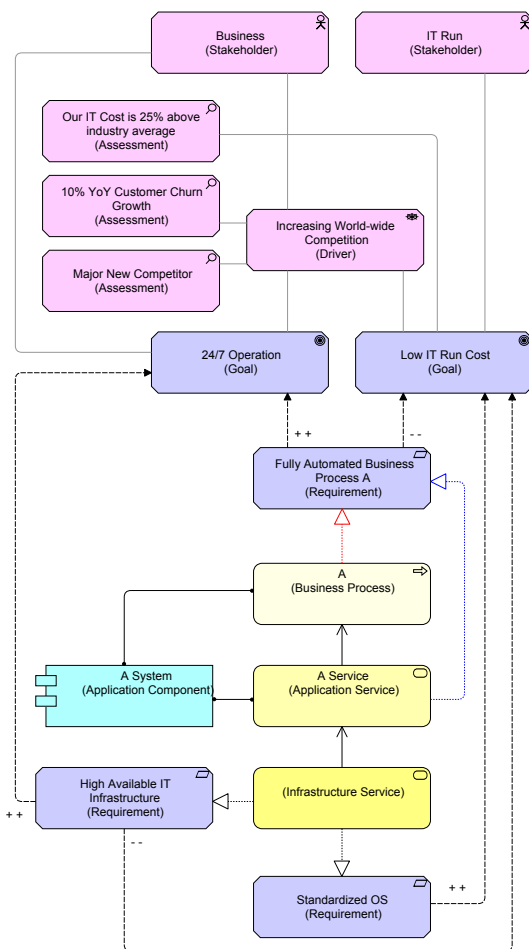 Business
(Stakeholder)
IT Run
(Stakeholder)
Our IT Cost is 25% above
industry average
(Assessment)
10% YoY Customer Churn
Growth
(Assessment)
Increasing World-wide
Competition
(Driver)
Major New Competitor
(Assessment)
24/7 Operation
(Goal)
Low IT Run Cost
(Goal)
++
--
Fully Automated Business
Process A
(Requirement)
A
(Business Process)
A System
(Application Component)
A Service
(Application Service)
High Available IT
Infrastructure
(Requirement)
(Infrastructure Service)
++
--
Standardized OS
(Requirement)
++